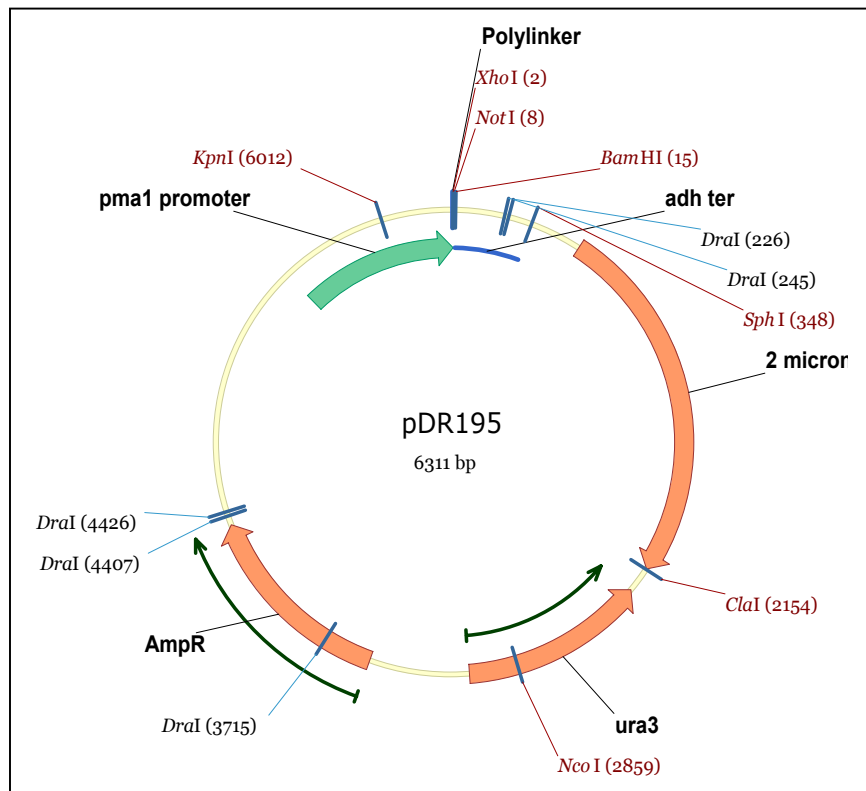 Polylinker
XhoI (2)
NotI (8)
KpnI (6012)
BamHI (15)
pma1 promoter
adh ter
DraI (226)
DraI (245)
SphI (348)
2 micron
pDR195
6311 bp
DraI (4426)
DraI (4407)
ClaI (2154)
AmpR
DraI (3715)
ura3
NcoI (2859)